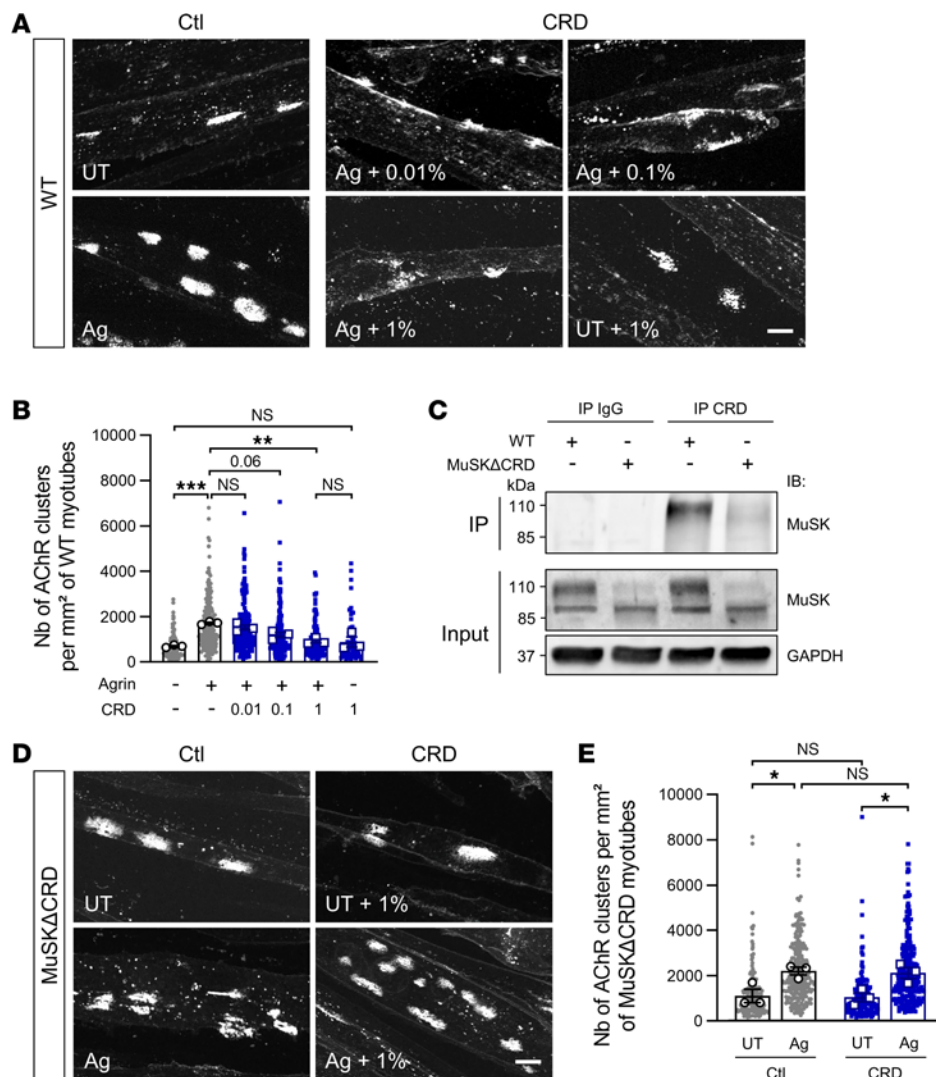 A
Ctl
CRD
WT
UT
Ag + 0.01%
Ag + 0.1%
Ag
Ag + 1%
UT + 1%
B
Nb of AChR clusters
per mm² of WT myotubes
10000
8000
6000
4000
2000
0
NS
**
0.06
*** NS NS
Agrin - + + + + -
CRD - - 0.01 0.1 1 1
C
IP IgG IP CRD
WT + - + -
MuSKΔCRD - + - +
kDa IB:
IP 110 MuSK
85
Input 110 MuSK
85
37 GAPDH
D
Ctl CRD
MuSKΔCRD
UT
UT + 1%
Ag
Ag + 1%
E
Nb of AChR clusters per mm²
of MuSKΔCRD myotubes
10000
8000
6000
4000
2000
0
NS
* NS
*
UT Ag UT Ag
Ctl CRD